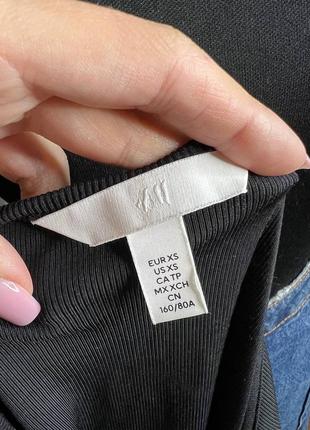 H&M
EUR XS
US XS
CA TP
MX XCH
CN
160/80A